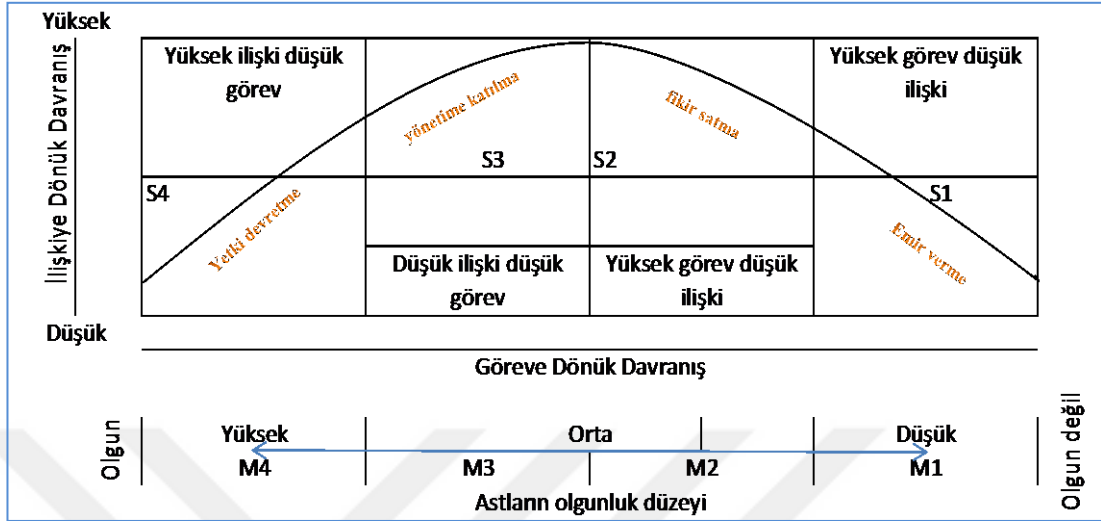 Yüksek
İlişkiye Dönük Davranış
Yüksek ilişki düşük
görev
Yüksek görev düşük
ilişki
yönetime katılma
fikir satma
S3
S2
S4
S1
Yetki devretme
Emir verme
Düşük ilişki düşük
görev
Yüksek görev düşük
ilişki
Düşük
Göreve Dönük Davranış
Olgun
Yüksek
Orta
Düşük
Olgun değil
M4
M3
M2
M1
Astların olgunluk düzeyi